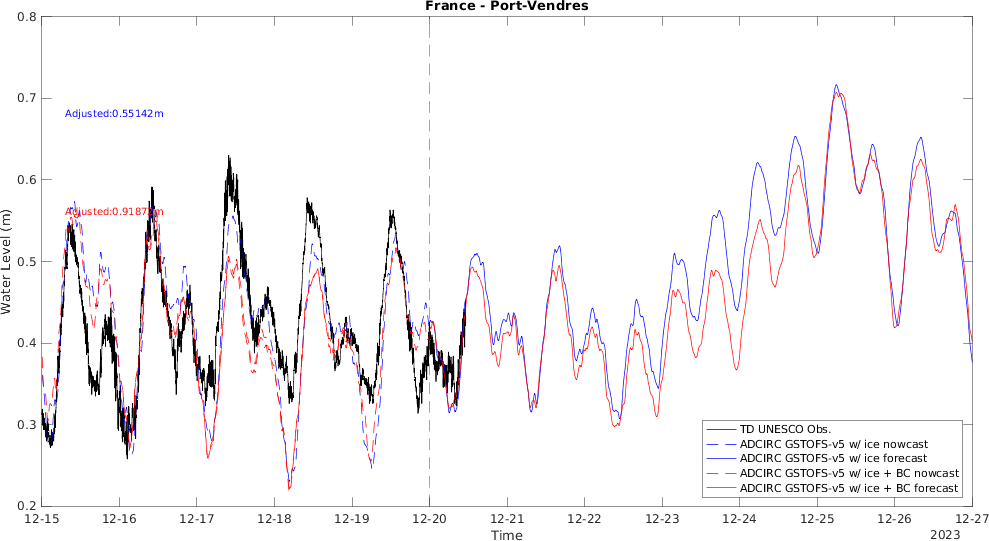 France - Port-Vendres
0.8
0.7
0.6
0.5
0.4
0.3
0.2
Water Level (m)
Adjusted:0.55142m
Adjusted:0.91872m
TD UNESCO Obs.
ADCIRC GSTOFS-v5 w/ ice nowcast
ADCIRC GSTOFS-v5 w/ ice forecast
ADCIRC GSTOFS-v5 w/ ice + BC nowcast
ADCIRC GSTOFS-v5 w/ ice + BC forecast
12-15 12-16 12-17 12-18 12-19 12-20 12-21 12-22 12-23 12-24 12-25 12-26 12-27
Time
2023